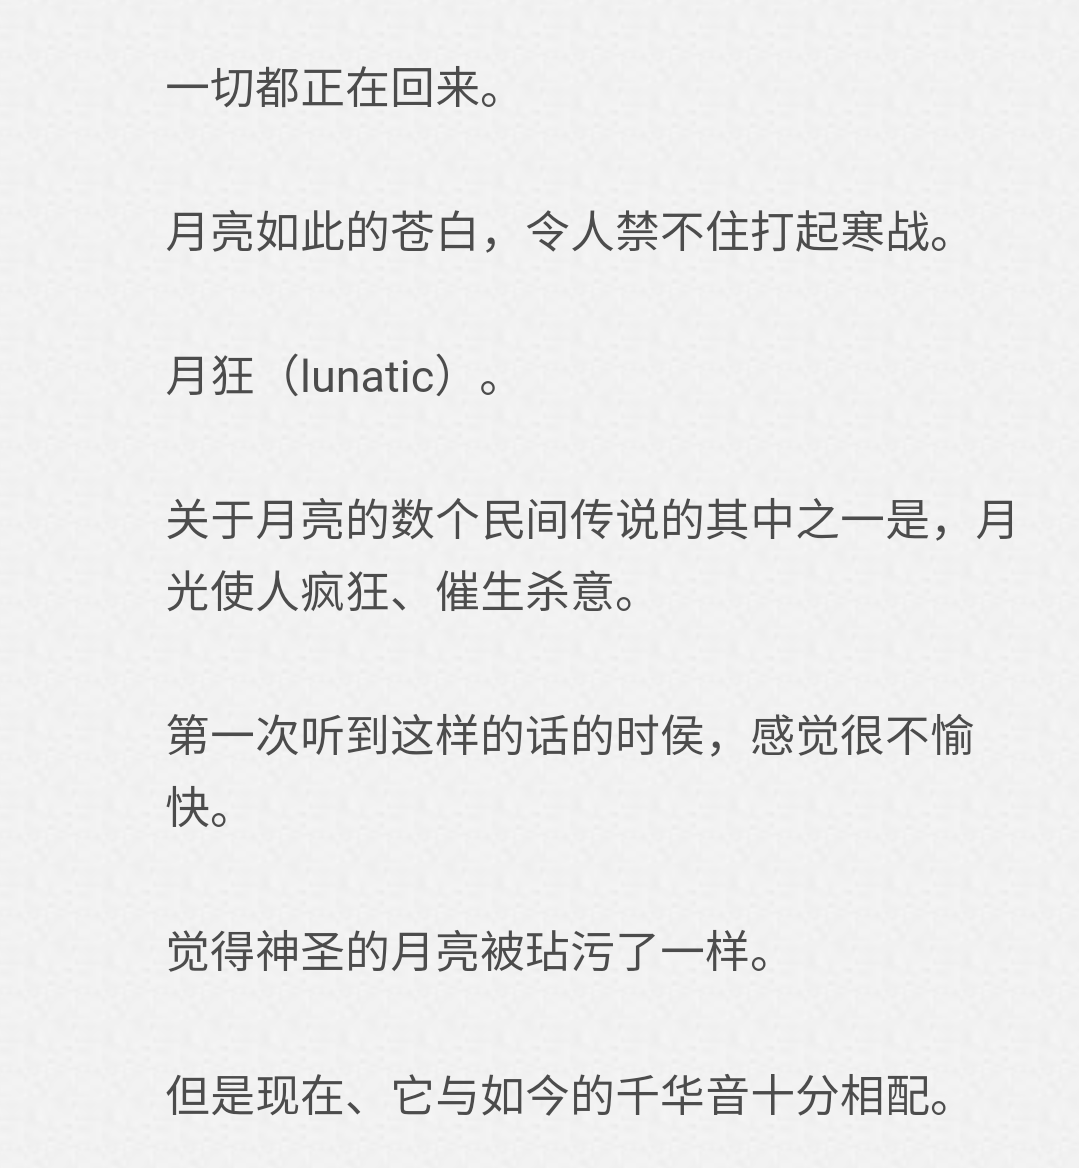 一切都正在回来。
月亮如此的苍白，令人禁不住打起寒战。
月狂（lunatic）。
关于月亮的数个民间传说的其中之一是，月
光使人疯狂、催生杀意。
第一次听到这样的话的时侯，感觉很不愉
快。
觉得神圣的月亮被玷污了一样。
但是现在、它与如今的千华音十分相配。